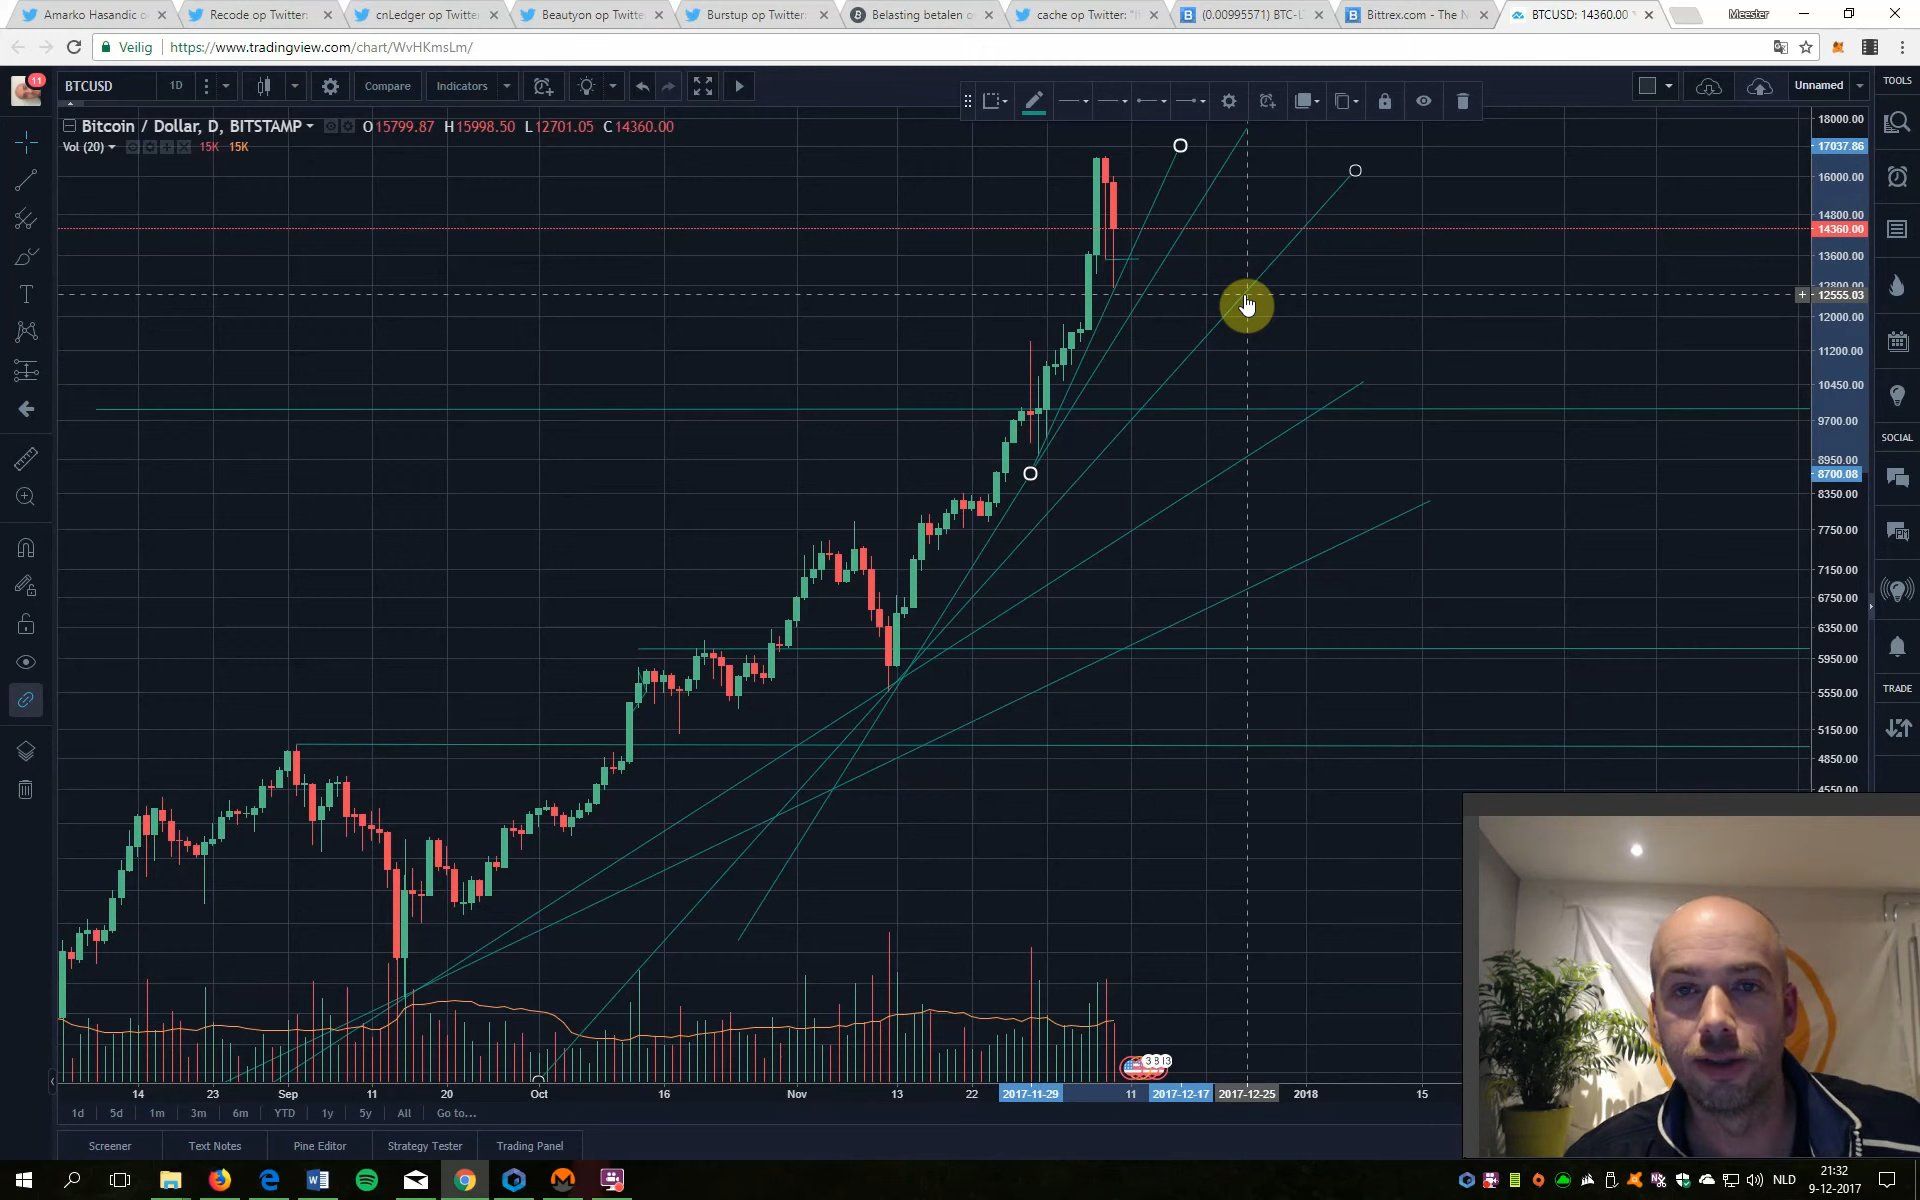 Amarko Hasandic o
Recode op Twitter:
cnLedger op Twitte
Beautyon op Twitte
Burstup op Twitter:
Belasting betalen o
cache op Twitter: "I
(0.00995571) BTC-L
Bittrex.com - The N
BTCUSD: 14360.00
Meester
Veilig
https://www.tradingview.com/chart/WvHKmsLm/
11
BTCUSD
1D
Compare
Indicators
Unnamed
TOOLS
Bitcoin / Dollar, D, BITSTAMP
O15799.87 H15998.50 L12701.05 C14360.00
Vol (20)
15K
15K
18000.00
17037.86
16000.00
14800.00
14360.00
13600.00
12800.00
12555.03
12000.00
11200.00
10450.00
9700.00
8950.00
8700.08
8350.00
7750.00
7150.00
6750.00
6350.00
5950.00
5550.00
5150.00
4850.00
4550.00
SOCIAL
TRADE
14
23
Sep
11
20
Oct
16
Nov
13
22
2017-11-29
11
2017-12-17
2017-12-25
2018
15
1d
5d
1m
3m
6m
YTD
1y
5y
All
Go to...
Screener
Text Notes
Pine Editor
Strategy Tester
Trading Panel
NLD
21:32
9-12-2017